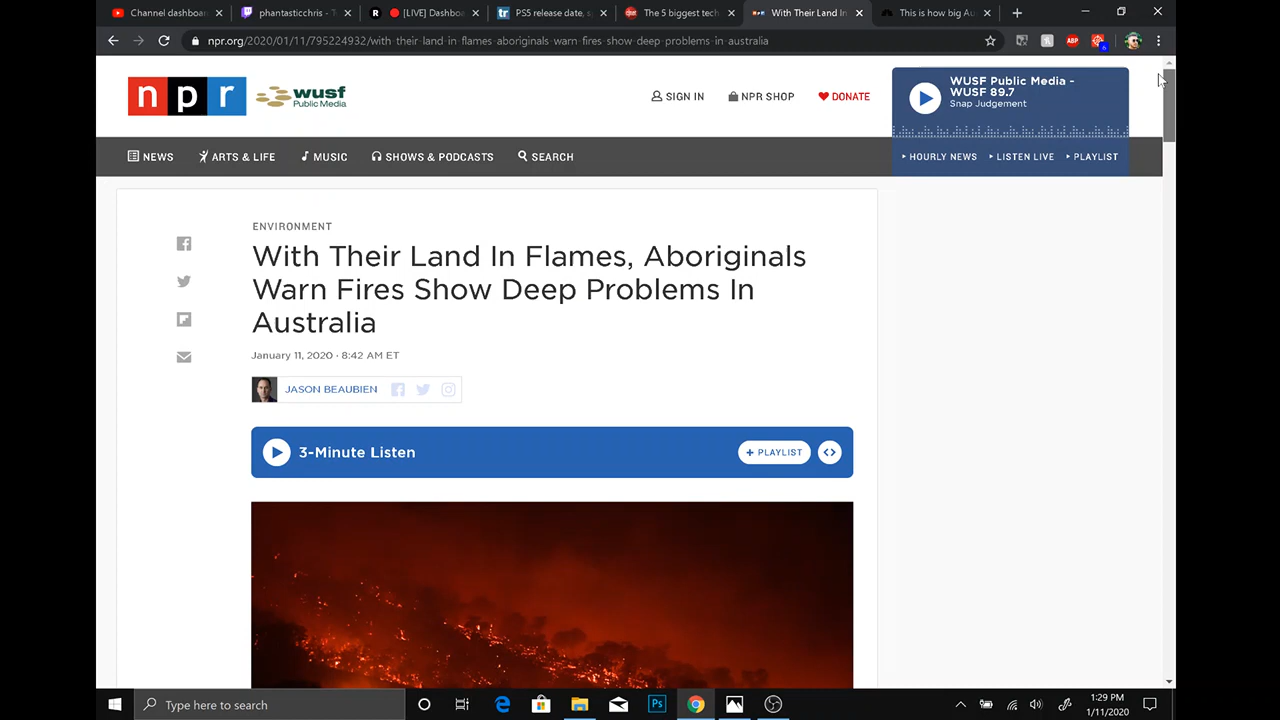 Channel dashboar
phantasticchris - T
[LIVE] Dashboa
PS5 release date, s
The 5 biggest tech
With Their Land In
This is how big Au
npr.org/2020/01/11/795224932/with-their-land-in-flames-aboriginals-warn-fires-show-deep-problems-in-australia
npr
wusf
Public Media
SIGN IN
NPR SHOP
DONATE
WUSF Public Media -
WUSF 89.7
Snap Judgement
NEWS
ARTS & LIFE
MUSIC
SHOWS & PODCASTS
SEARCH
HOURLY NEWS
LISTEN LIVE
PLAYLIST
ENVIRONMENT
With Their Land In Flames, Aboriginals
Warn Fires Show Deep Problems In
Australia
January 11, 2020 · 8:42 AM ET
JASON BEAUBIEN
3-Minute Listen
+ PLAYLIST
Type here to search
Ps
1:29 PM
1/11/2020